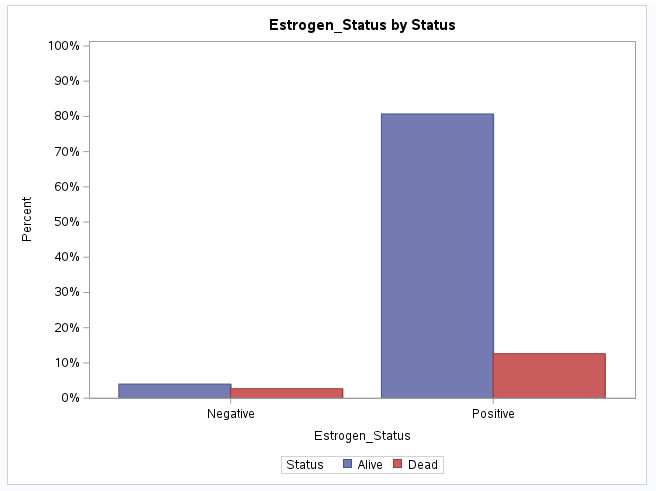 Estrogen_Status by Status
100%
90%
80%
70%
60%
50%
40%
30%
20%
10%
0%
Percent
Negative Positive
Estrogen_Status
Status Alive Dead